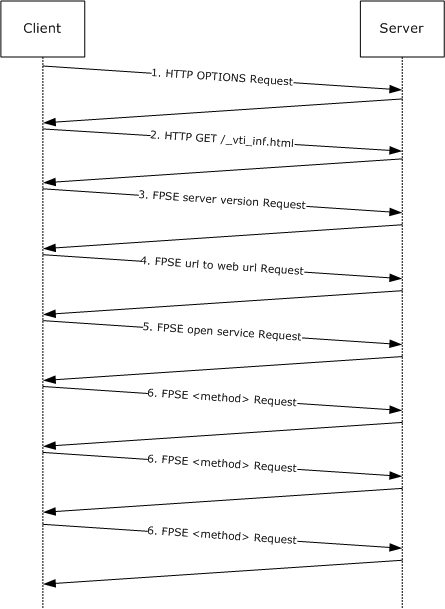 Client
Server
1. HTTP OPTIONS Request
2. HTTP GET /_vti_inf.html
3. FPSE server version Request
4. FPSE url to web url Request
5. FPSE open service Request
6. FPSE <method> Request
6. FPSE <method> Request
6. FPSE <method> Request